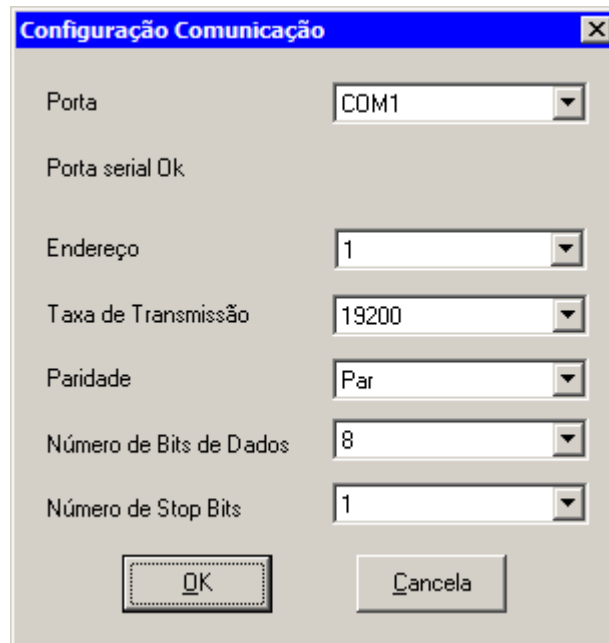 Configuração Comunicação
Porta COM1
Porta serial Ok
Endereço 1
Taxa de Transmissão 19200
Paridade Par
Número de Bits de Dados 8
Número de Stop Bits 1
OK Cancela